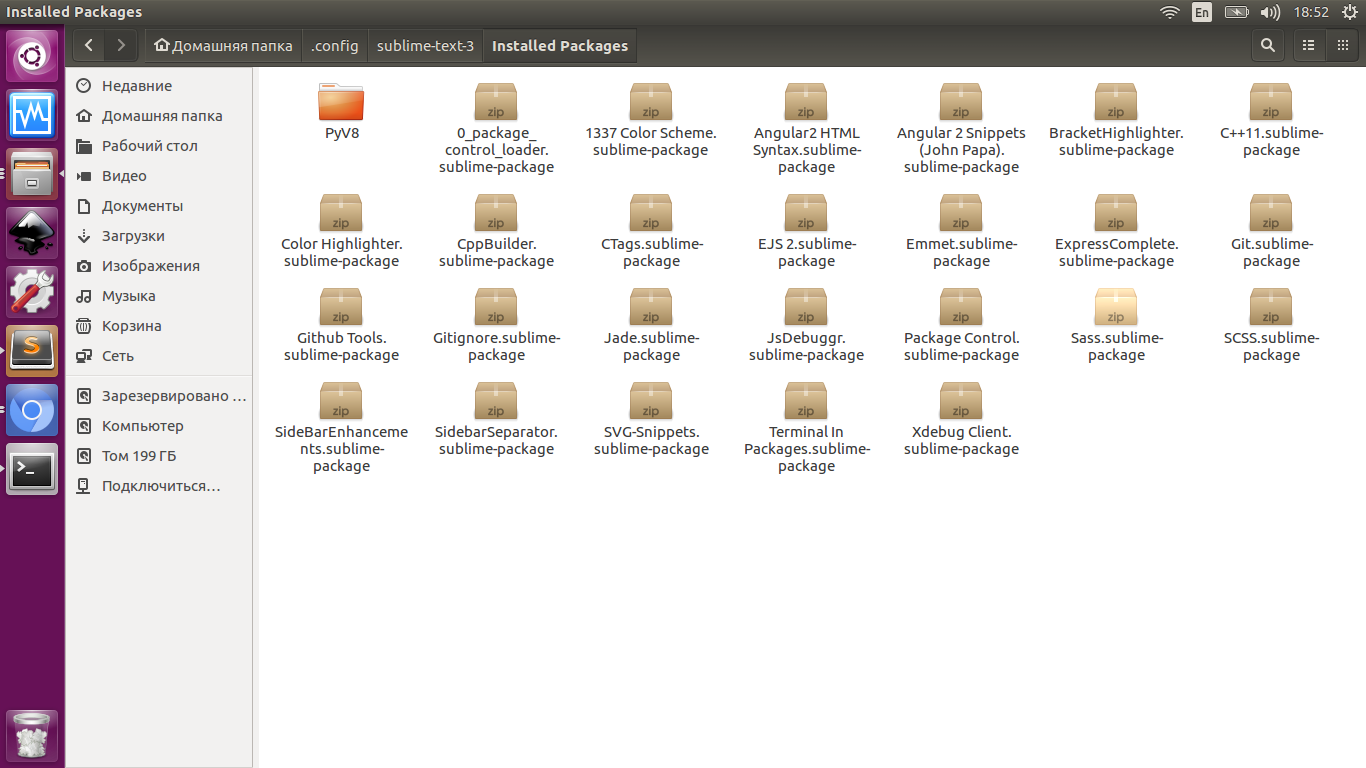 Installed Packages
En
18:52
Домашняя папка
.config
sublime-text-3
Installed Packages
Недавние
Домашняя папка
Рабочий стол
Видео
Документы
Загрузки
Изображения
Музыка
Корзина
Сеть
Зарезервировано …
Компьютер
Том 199 ГБ
Подключиться…
PyV8
zip
0_package_
control_loader.
sublime-package
zip
1337 Color Scheme.
sublime-package
zip
Angular2 HTML
Syntax.sublime-
package
zip
Angular 2 Snippets
(John Papa).
sublime-package
zip
BracketHighlighter.
sublime-package
zip
C++11.sublime-
package
zip
Color Highlighter.
sublime-package
zip
CppBuilder.
sublime-package
zip
CTags.sublime-
package
zip
EJS 2.sublime-
package
zip
Emmet.sublime-
package
zip
ExpressComplete.
sublime-package
zip
Git.sublime-
package
zip
Github Tools.
sublime-package
zip
Gitignore.sublime-
package
zip
Jade.sublime-
package
zip
JsDebuggr.
sublime-package
zip
Package Control.
sublime-package
zip
Sass.sublime-
package
zip
SCSS.sublime-
package
zip
SideBarEnhanceme
nts.sublime-
package
zip
SidebarSeparator.
sublime-package
zip
SVG-Snippets.
sublime-package
zip
Terminal In
Packages.sublime-
package
zip
Xdebug Client.
sublime-package